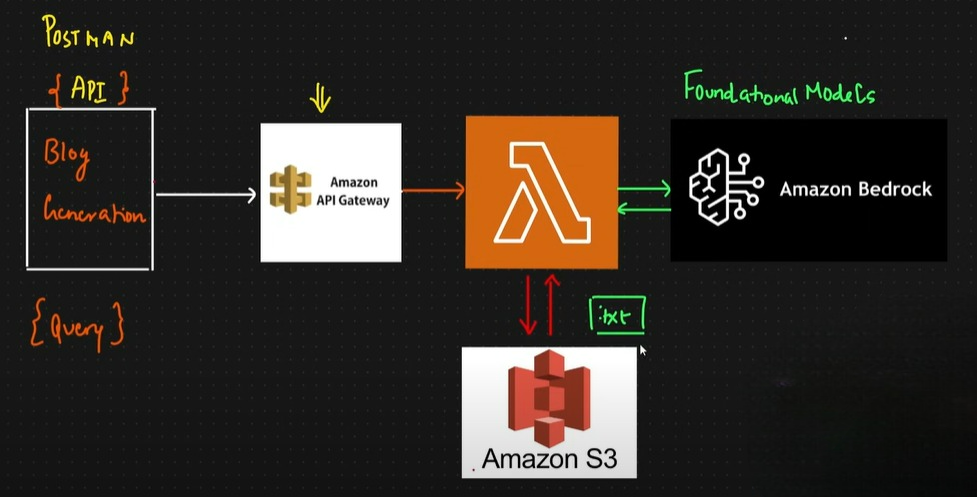 POSTMAN
{ API }
Blog
Generation
{ Query }
Amazon
API Gateway
Foundational Models
Amazon Bedrock
.txt
Amazon S3